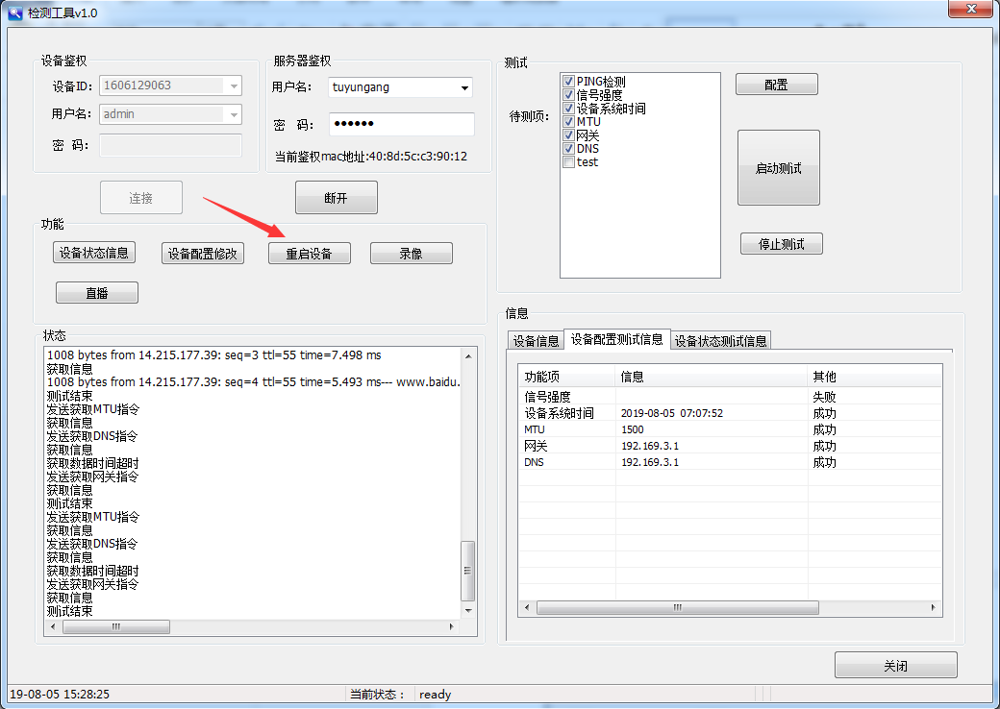 检测工具v1.0
设备鉴权
设备ID: 1606129063
用户名: admin
密 码:
连接
服务器鉴权
用户名: tuyungang
密 码: ••••••
当前鉴权mac地址:40:8d:5c:c3:90:12
断开
功能
设备状态信息
设备配置修改
重启设备
录像
直播
状态
1008 bytes from 14.215.177.39: seq=3 ttl=55 time=7.498 ms
获取信息
1008 bytes from 14.215.177.39: seq=4 ttl=55 time=5.493 ms--- www.baidu.
测试结束
发送获取MTU指令
获取信息
发送获取DNS指令
获取信息
获取数据时间超时
发送获取网关指令
获取信息
测试结束
发送获取MTU指令
获取信息
发送获取DNS指令
获取信息
获取数据时间超时
发送获取网关指令
获取信息
测试结束
测试
待测项:
PING检测
信号强度
设备系统时间
MTU
网关
DNS
test
配置
启动测试
停止测试
信息
设备信息 设备配置测试信息 设备状态测试信息
功能项 信息 其他
信号强度 失败
设备系统时间 2019-08-05 07:07:52 成功
MTU 1500 成功
网关 192.169.3.1 成功
DNS 192.169.3.1 成功
关闭
19-08-05 15:28:25 当前状态： ready